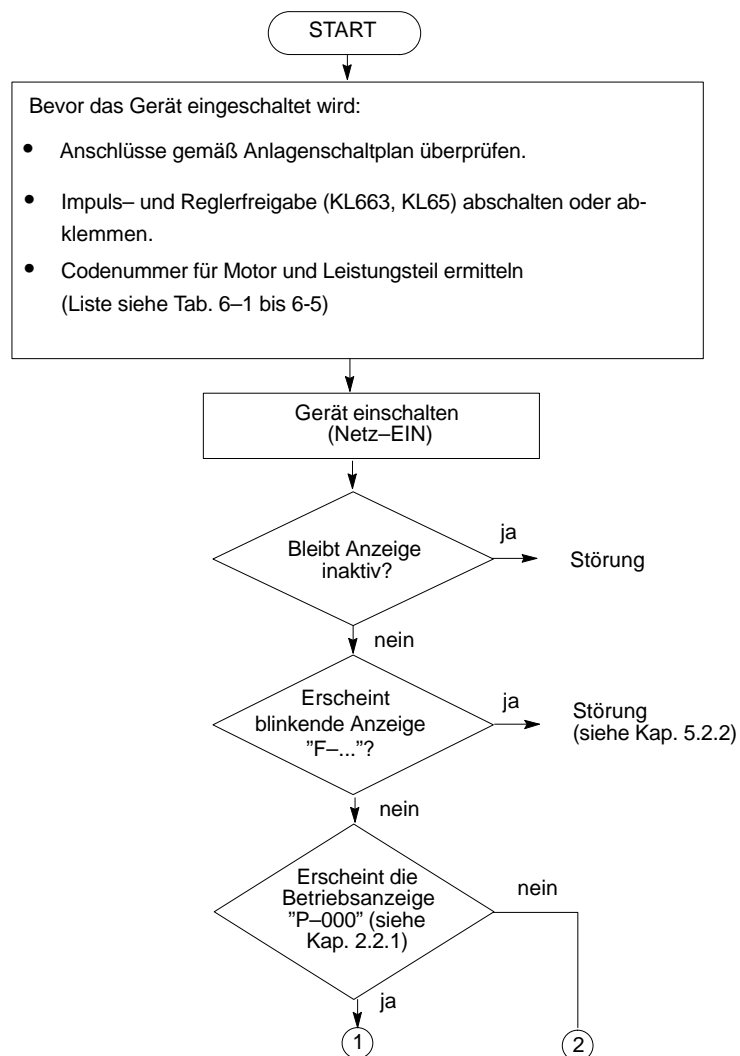 START
Bevor das Gerät eingeschaltet wird:
• Anschlüsse gemäß Anlagenschaltplan überprüfen.
• Impuls– und Reglerfreigabe (KL663, KL65) abschalten oder ab-
klemmen.
• Codenummer für Motor und Leistungsteil ermitteln
(Liste siehe Tab. 6–1 bis 6-5)
Gerät einschalten
(Netz–EIN)
Bleibt Anzeige
inaktiv?
ja
Störung
nein
Erscheint
blinkende Anzeige
”F–...”?
ja
Störung
(siehe Kap. 5.2.2)
nein
Erscheint die
Betriebsanzeige
”P–000” (siehe
Kap. 2.2.1)
nein
ja
1
2